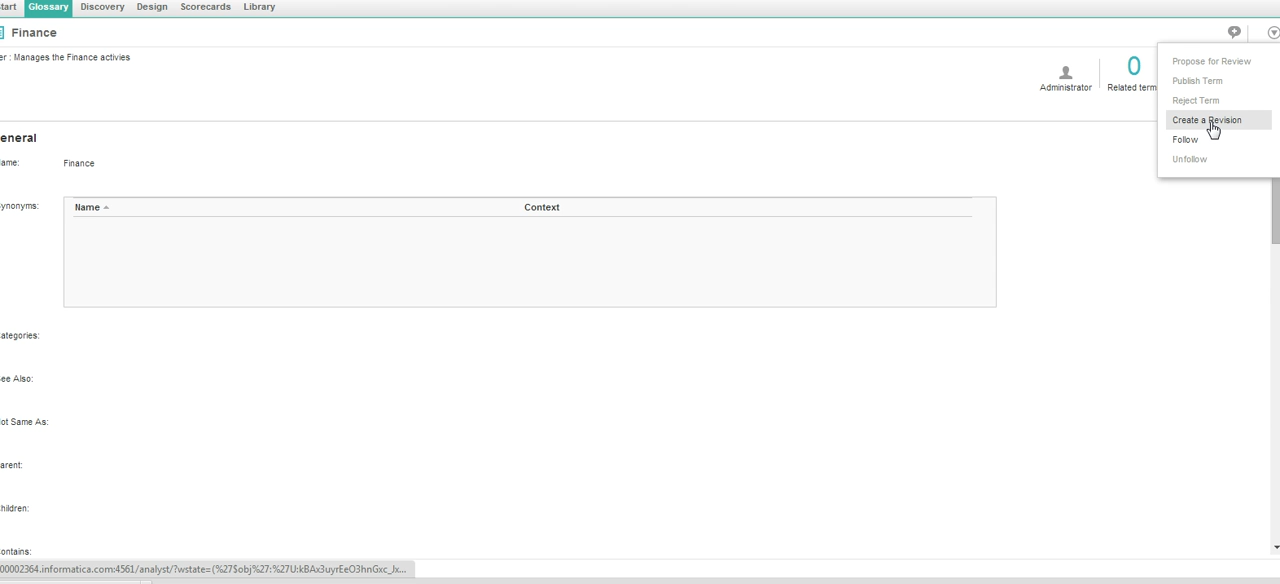 tart Glossary Discovery Design Scorecards Library
Finance
er : Manages the Finance activies
0
Administrator Related term
Propose for Review
Publish Term
Reject Term
Create a Revision
Follow
Unfollow
eneral
ame: Finance
ynonyms:
Name Context
ategories:
ee Also:
ot Same As:
arent:
hildren:
ontains:
00002364.informatica.com:4561/analyst/?wstate=(%27$obj%27:%27U:kBAx3uyrEeO3hnGxc_Jx...